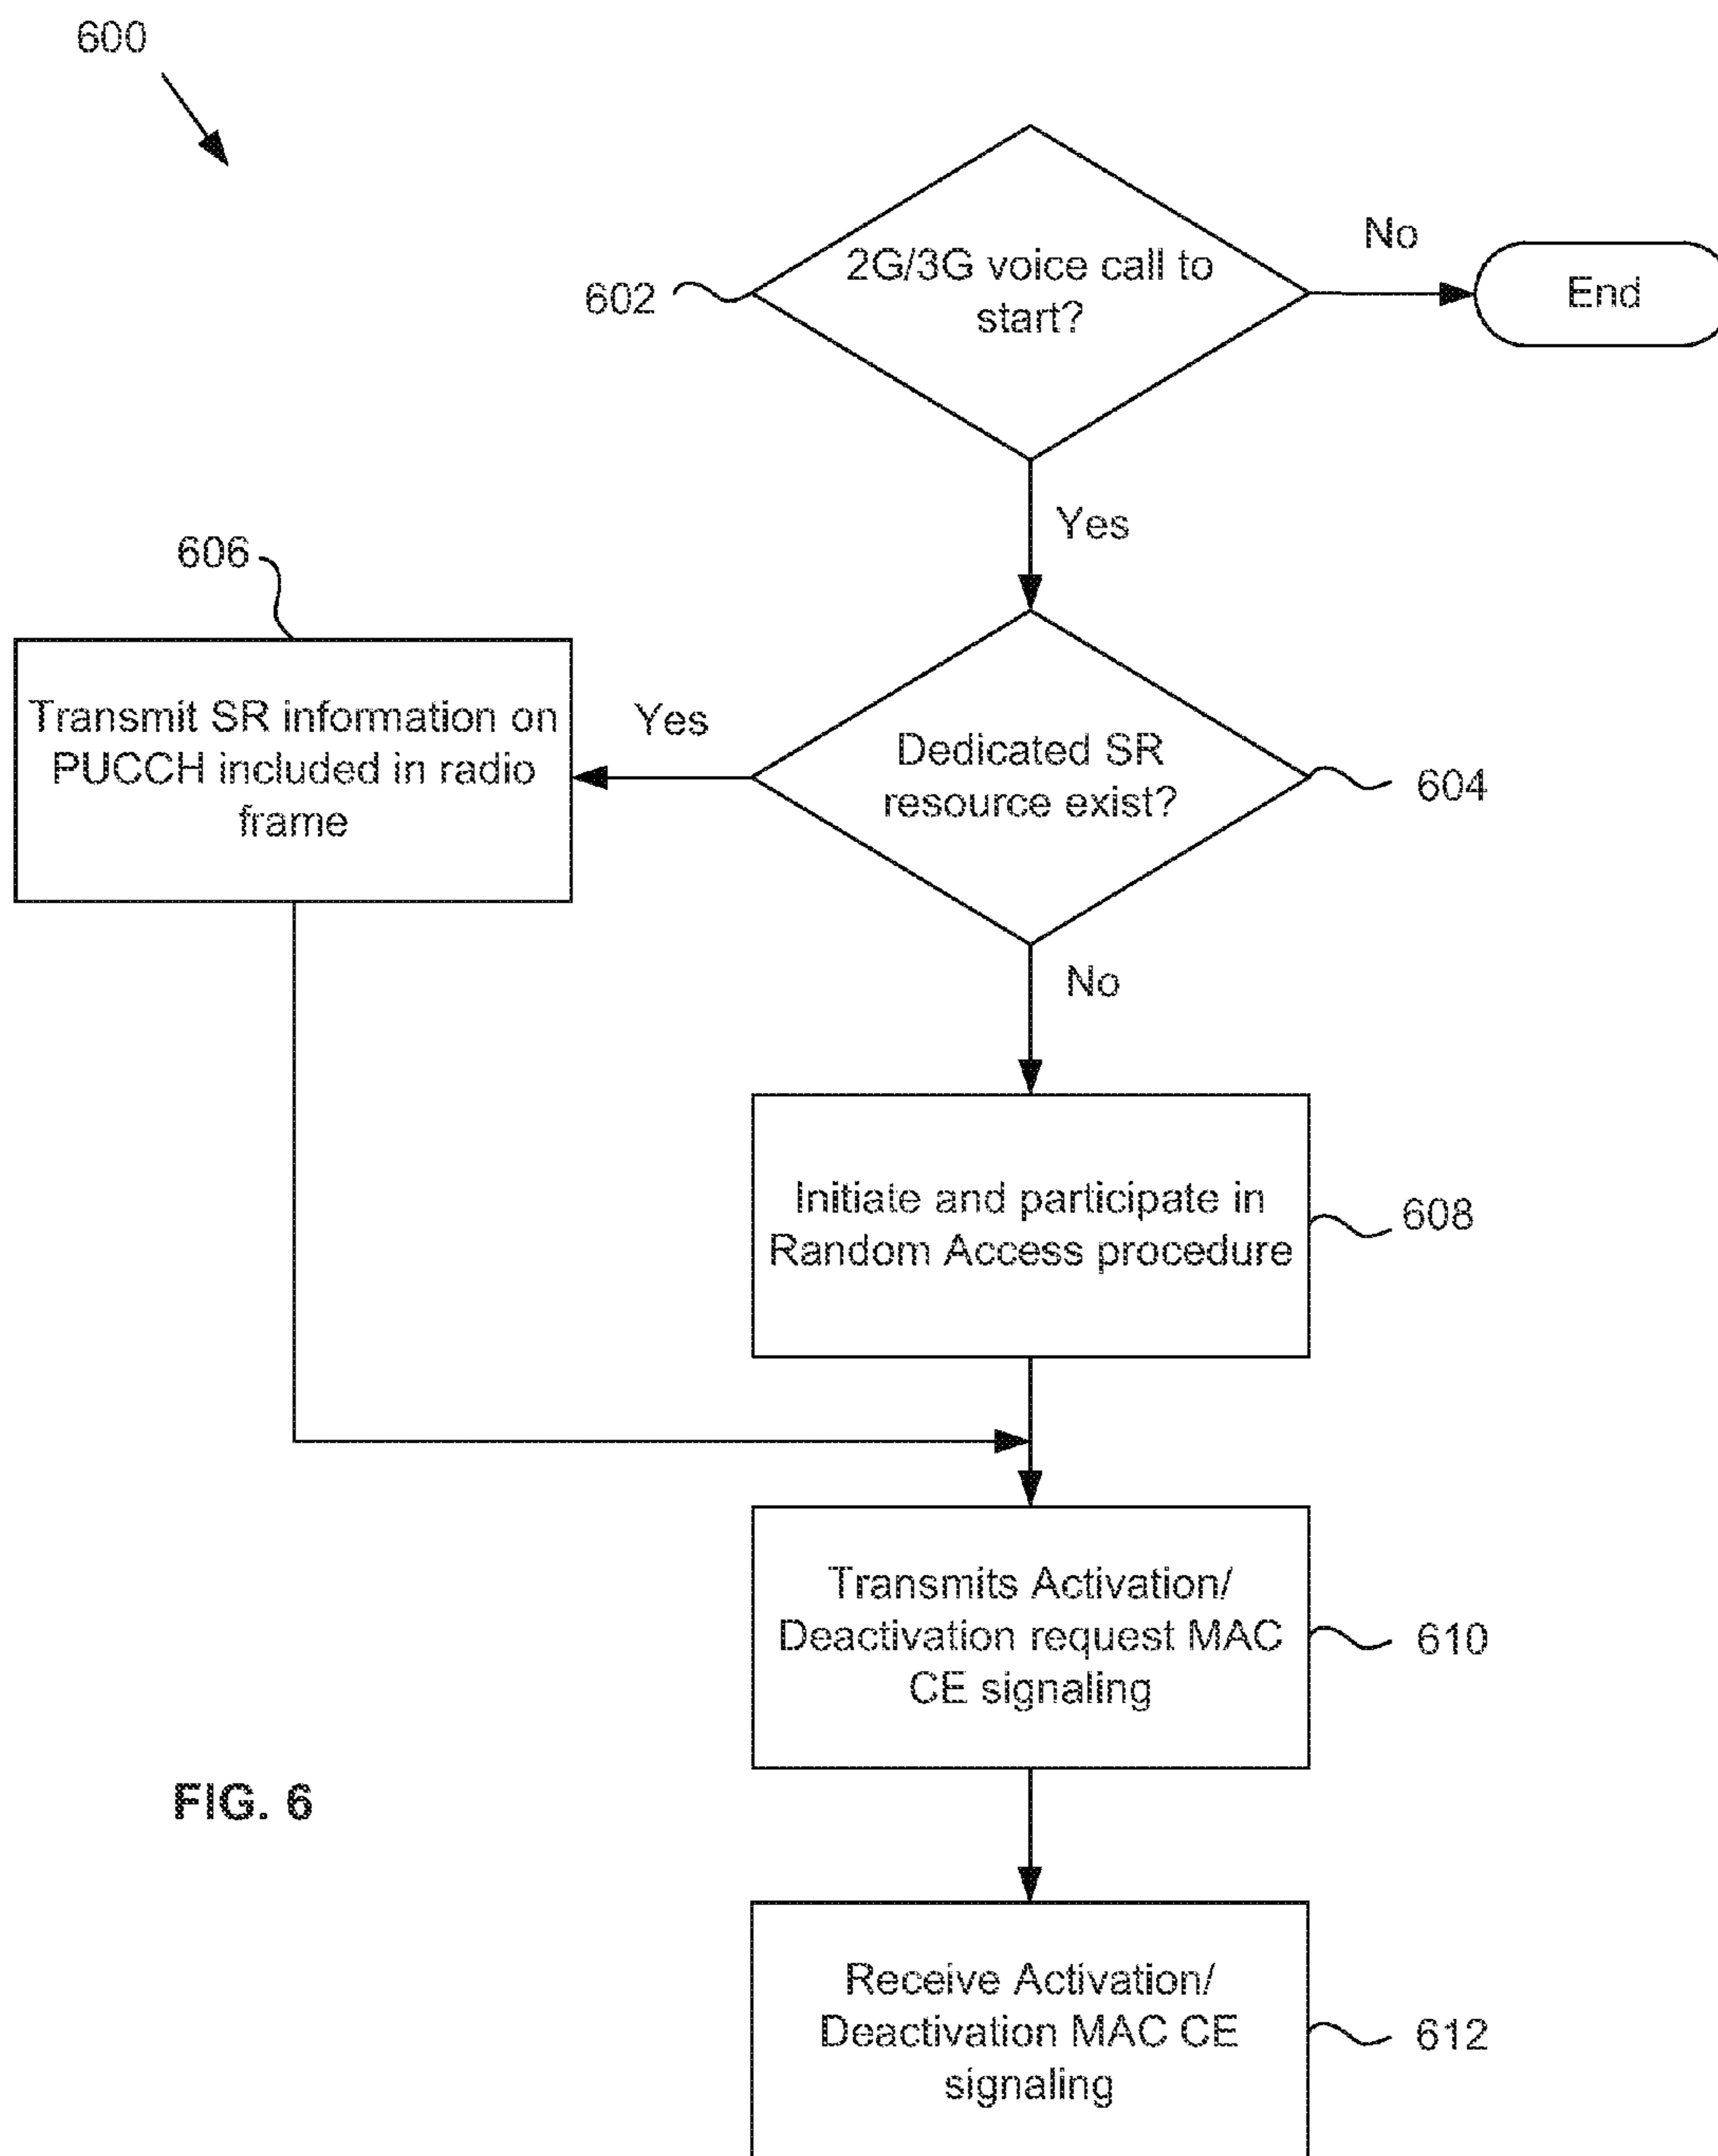 600
2G/3G voice call to
start?
602
No
End
Yes
606
Transmit SR information on
PUCCH included in radio
frame
Yes
Dedicated SR
resource exist?
604
No
Initiate and participate in
Random Access procedure
608
Transmits Activation/
Deactivation request MAC
CE signaling
610
FIG. 6
Receive Activation/
Deactivation MAC CE
signaling
612